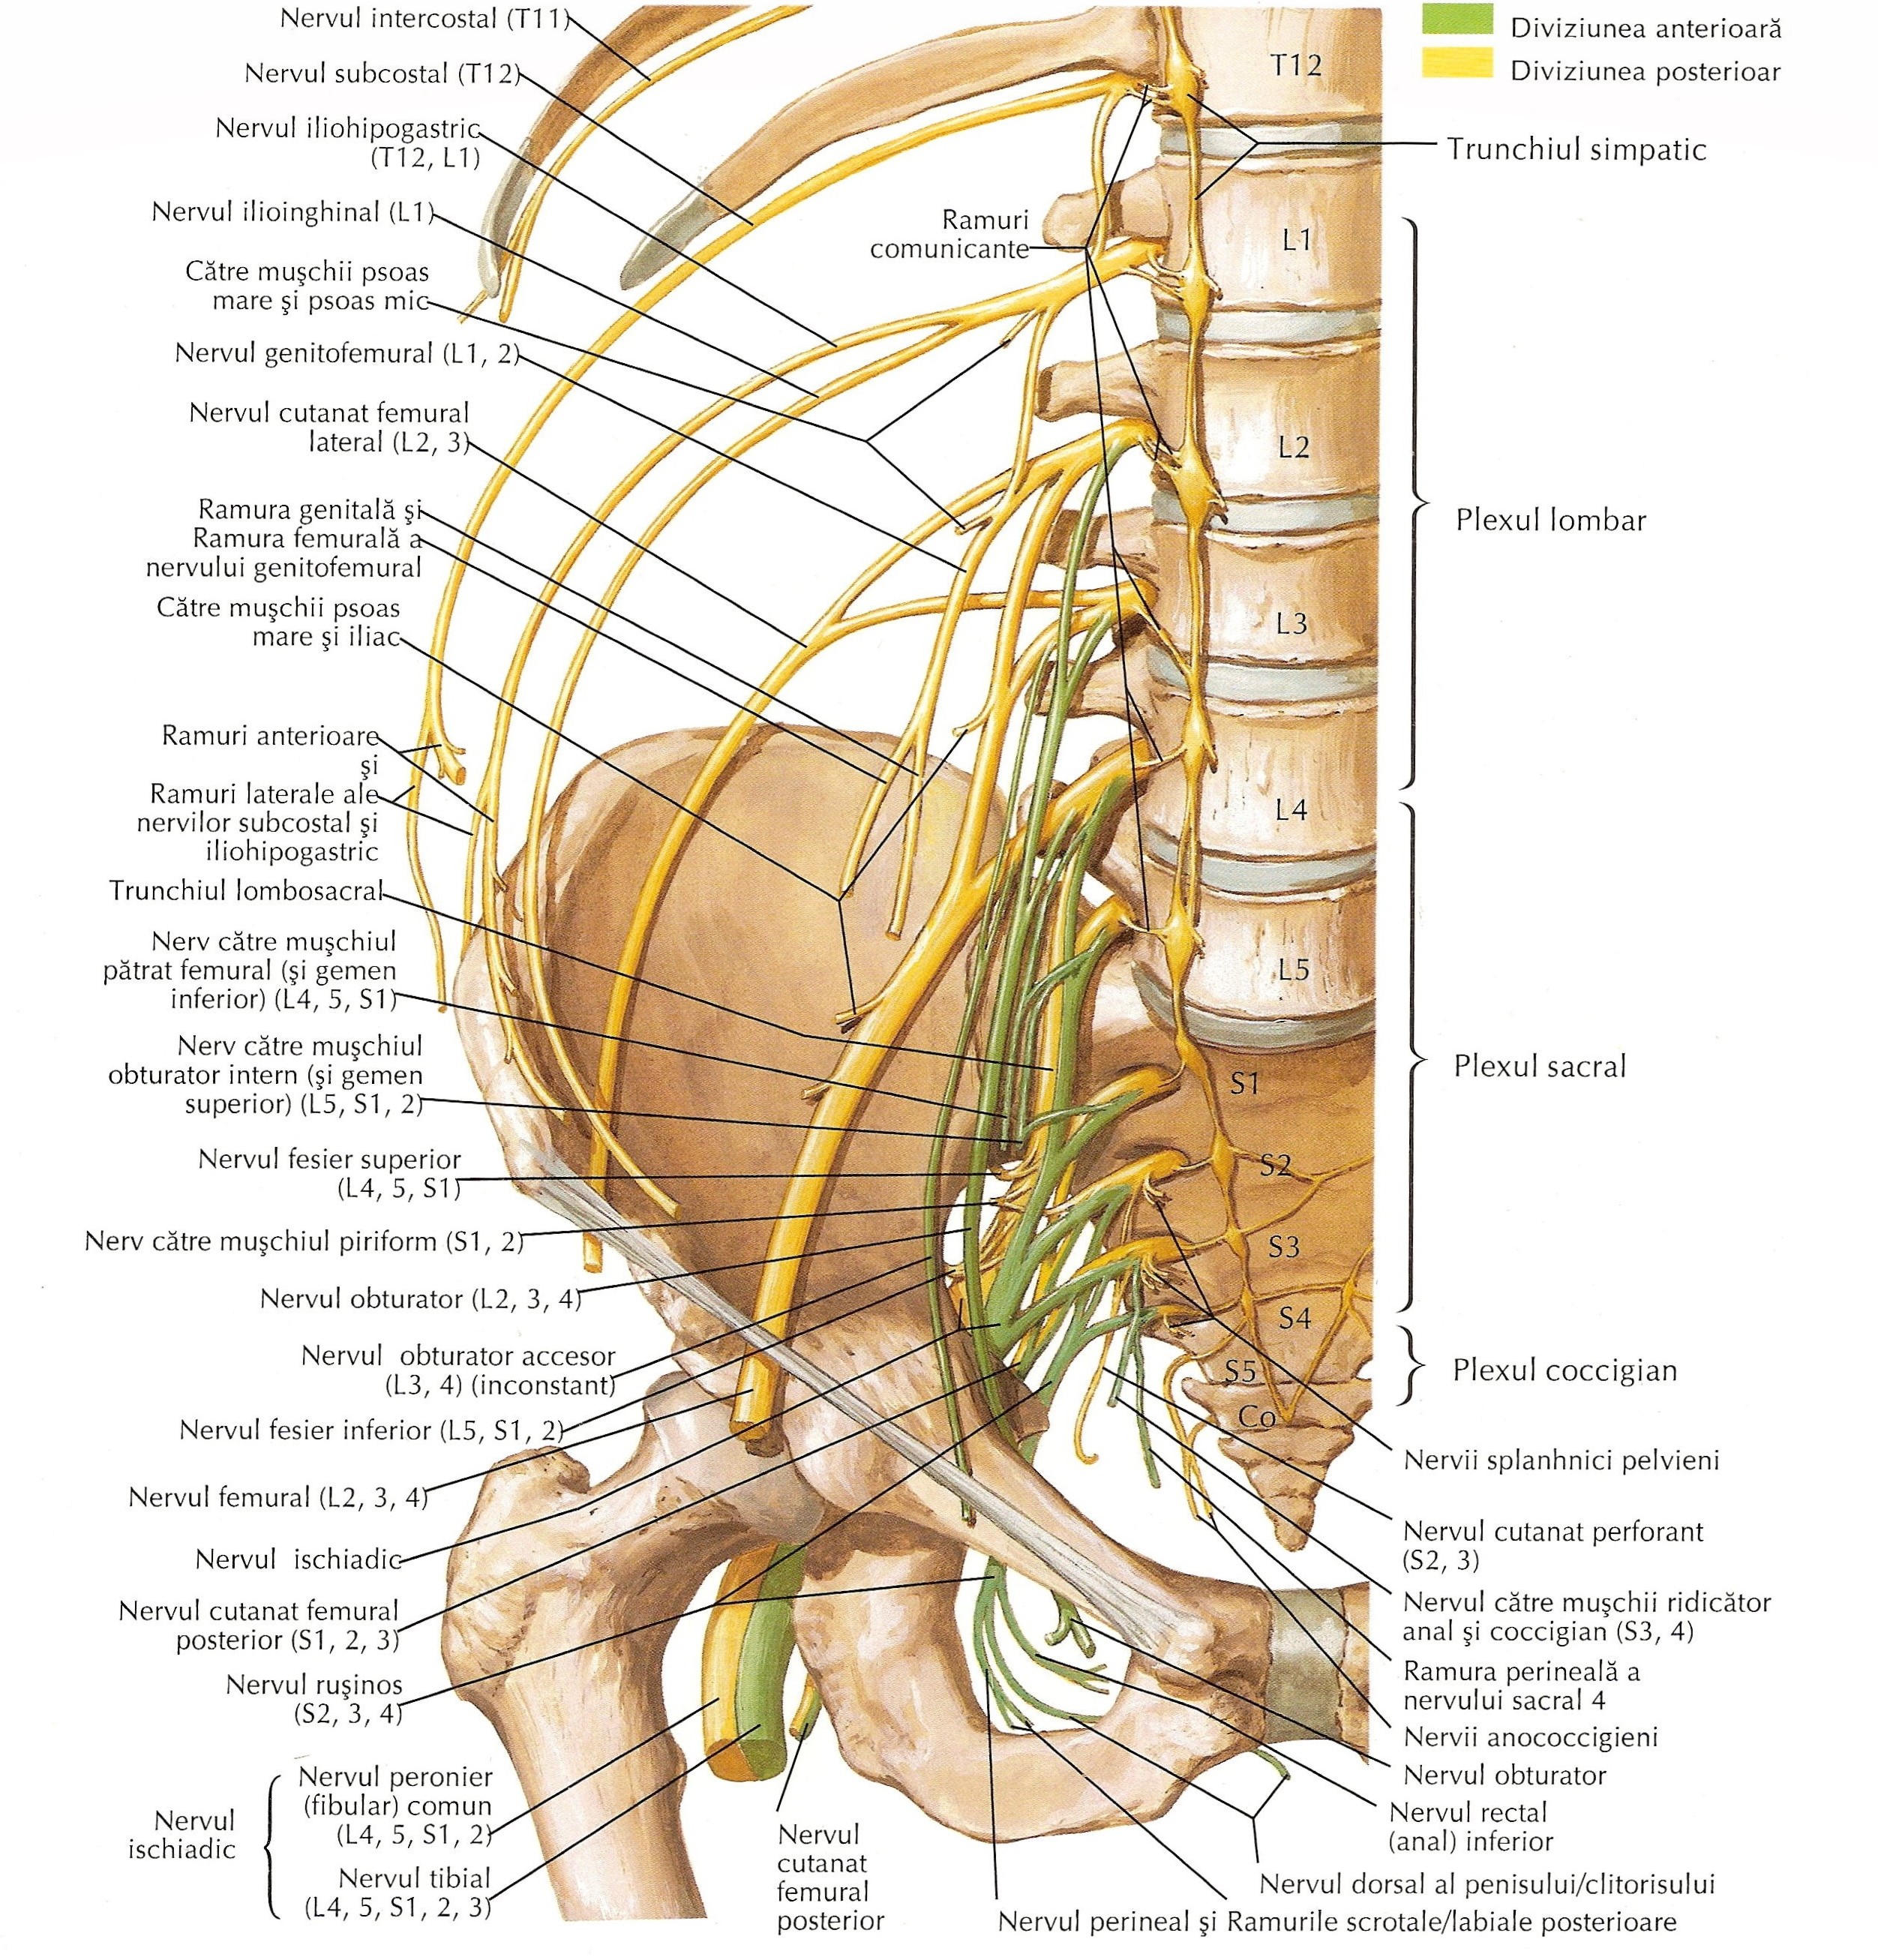 Nervul intercostal (T11)
Nervul subcostal (T12)
Nervul iliohipogastric
(T12, L1)
Nervul ilioinghinal (L1)
Către muşchii psoas
mare şi psoas mic
Nervul genitofemural (L1, 2)
Nervul cutanat femural
lateral (L2, 3)
Ramura genitală şi
Ramura femurală a
nervului genitofemural
Către muşchii psoas
mare şi iliac
Ramuri anterioare
şi
Ramuri laterale ale
nervilor subcostal şi
iliohipogastric
Trunchiul lombosacral
Nerv către muşchiul
pătrat femural (şi gemen
inferior) (L4, 5, S1)
Nerv către muşchiul
obturator intern (şi gemen
superior) (L5, S1, 2)
Nervul fesier superior
(L4, 5, S1)
Nerv către muşchiul piriform (S1, 2)
Nervul obturator (L2, 3, 4)
Nervul obturator accesor
(L3, 4) (inconstant)
Nervul fesier inferior (L5, S1, 2)
Nervul femural (L2, 3, 4)
Nervul ischiadic
Nervul cutanat femural
posterior (S1, 2, 3)
Nervul ruşinos
(S2, 3, 4)
Nervul
ischiadic
Nervul peronier
(fibular) comun
(L4, 5, S1, 2)
Nervul tibial
(L4, 5, S1, 2, 3)
Nervul
cutanat
femural
posterior
Ramuri
comunicante
T12
L1
L2
L3
L4
L5
S1
S2
S3
S4
S5
Co
Diviziunea anterioară
Diviziunea posterioar
Trunchiul simpatic
Plexul lombar
Plexul sacral
Plexul coccigian
Nervii splanhnici pelvieni
Nervul cutanat perforant
(S2, 3)
Nervul către muşchii ridicător
anal şi coccigian (S3, 4)
Ramura perineală a
nervului sacral 4
Nervii anococcigieni
Nervul obturator
Nervul rectal
(anal) inferior
Nervul dorsal al penisului/clitorisului
Nervul perineal şi Ramurile scrotale/labiale posterioare